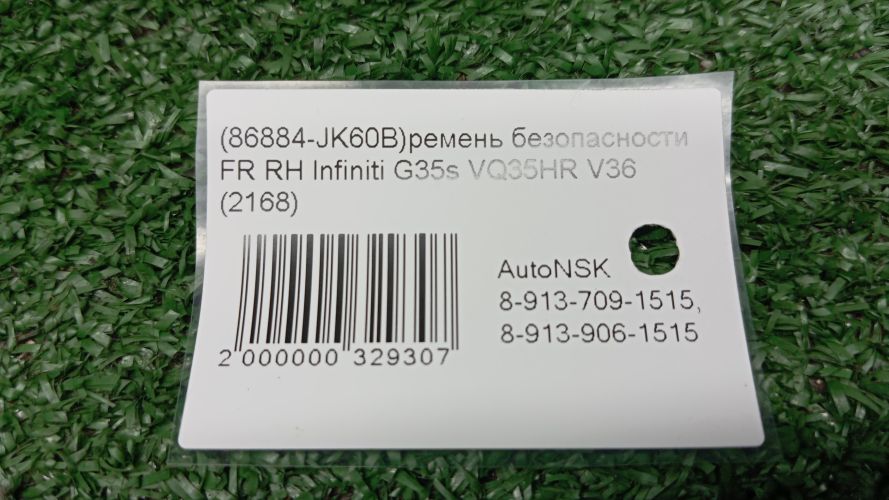 (86884-JK60B)ремень безопасности
FR RH Infiniti G35s VQ35HR V36
(2168)
AutoNSK
8-913-709-1515,
8-913-906-1515
2 000000 329307